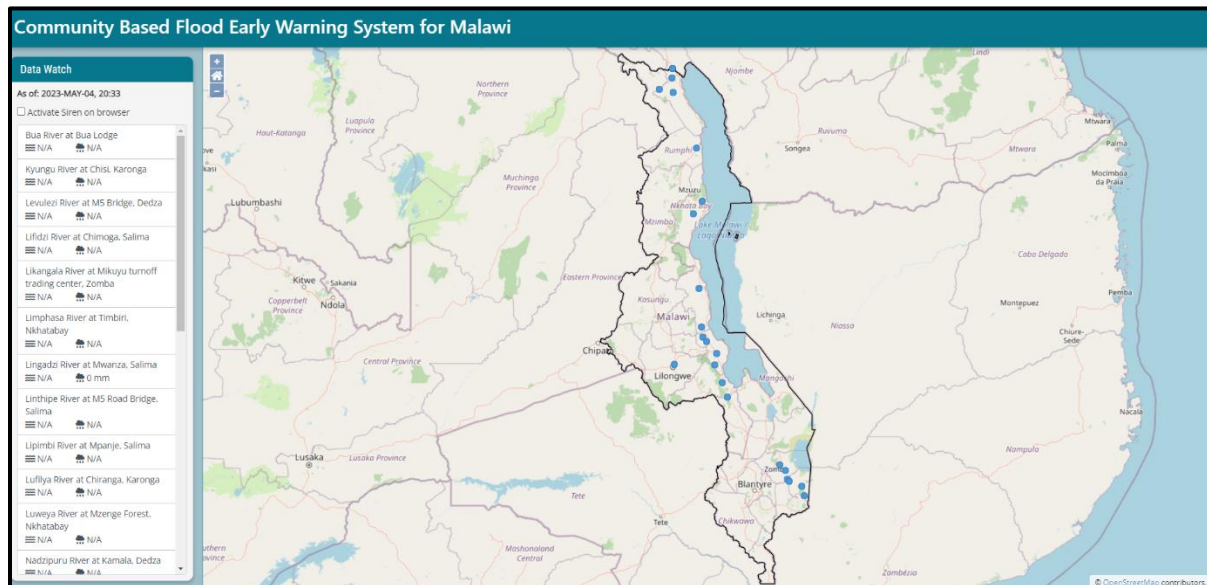 Community Based Flood Early Warning System for Malawi
Data Watch
As of: 2023-MAY-04, 20:33
Activate Siren on browser
Bua River at Bua Lodge
N/A N/A
Kyungu River at Chisi, Karonga
N/A N/A
Levulezi River at M5 Bridge, Dedza
N/A N/A
Lifidzi River at Chimoga, Salima
N/A N/A
Likangala River at Mikuyu turnoff
trading center, Zomba
N/A N/A
Limphasa River at Timbiri,
Nkhatabay
N/A N/A
Lingadzi River at Mwanza, Salima
N/A 0 mm
Linthipe River at M5 Road Bridge,
Salima
N/A N/A
Lipimbi River at Mpanje, Salima
N/A N/A
Lufilya River at Chiranga, Karonga
N/A N/A
Luweya River at Mzenge Forest,
Nkhatabay
N/A N/A
Nadzipuru River at Kamala, Dedza
N/A N/A
+
−
Lindi
Njombe
Northern
Province
Luapula
Province
Haut-Katanga
Mtwara
Ruvuma
Mtwara
Palma
Songea
Rumphi
Muchinga
Province
Mocímboa
da Praia
Mzuzu
Lubumbashi
Nkhata Bay
Mzimba
Lake Malawi
Cabo Delgado
Kitwe
Sakania
Eastern Province
Ndola
Pemba
Copperbelt
Province
Kasungu
Montepuez
Malawi
Lichinga
Niassa
Chiure-
Sede
Central Province
Lilongwe
Mangochi
Nacala
Nampula
Lusaka
Lusaka Province
Zomba
Blantyre
Tete
Tete
Chikwawa
Mashonaland
Central
Zambézia
© OpenStreetMap contributors.